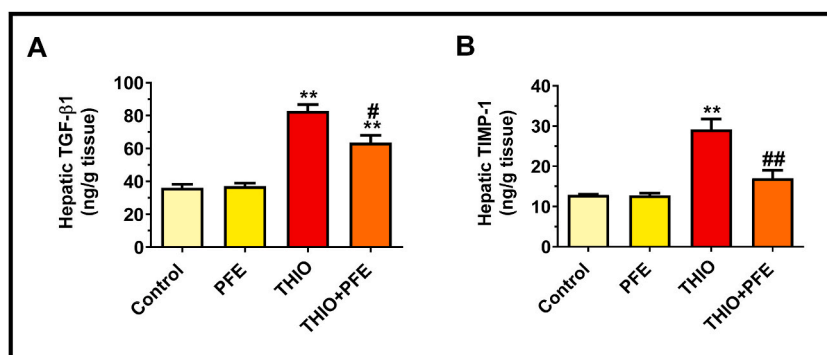 A
Hepatic TGF-β1
(ng/g tissue)
100
80
60
40
20
0
**
#
**
Control
PFE
THIO
THIO+PFE
B
Hepatic TIMP-1
(ng/g tissue)
40
30
20
10
0
**
##
Control
PFE
THIO
THIO+PFE